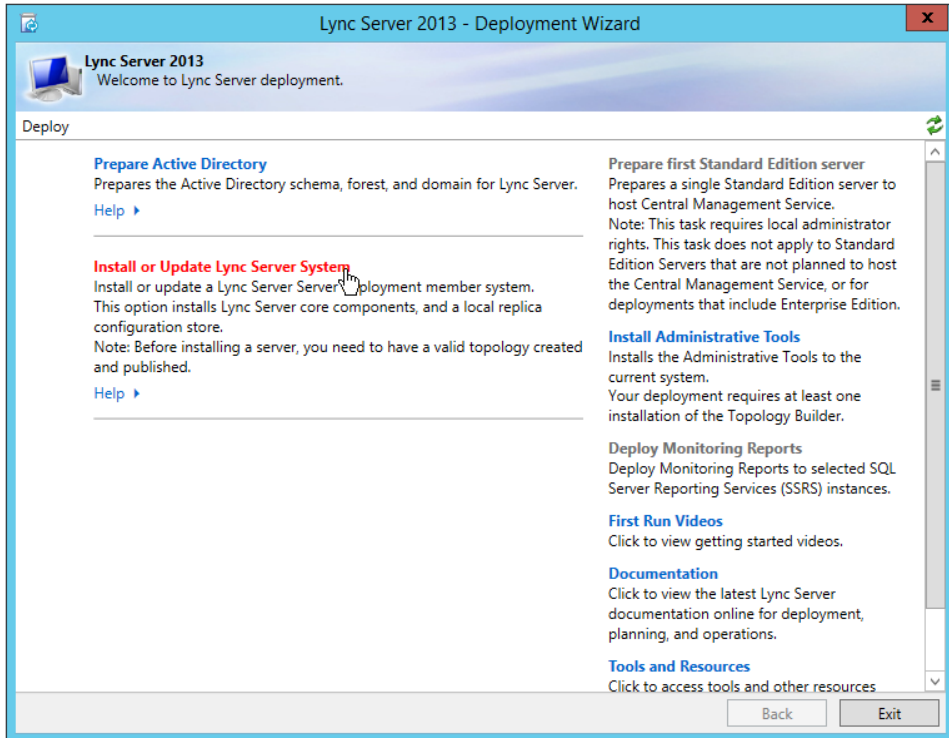 Lync Server 2013 - Deployment Wizard
x
Lync Server 2013
Welcome to Lync Server deployment.
Deploy
Prepare Active Directory
Prepares the Active Directory schema, forest, and domain for Lync Server.
Help
Install or Update Lync Server System
Install or update a Lync Server Server
ployment member system.
This option installs Lync Server core components, and a local replica
configuration store.
Note: Before installing a server, you need to have a valid topology created
and published.
Help
Prepare first Standard Edition server
Prepares a single Standard Edition server to
host Central Management Service.
Note: This task requires local administrator
rights. This task does not apply to Standard
Edition Servers that are not planned to host
the Central Management Service, or for
deployments that include Enterprise Edition.
Install Administrative Tools
Installs the Administrative Tools to the
current system.
Your deployment requires at least one
installation of the Topology Builder.
Deploy Monitoring Reports
Deploy Monitoring Reports to selected SQL
Server Reporting Services (SSRS) instances.
First Run Videos
Click to view getting started videos.
Documentation
Click to view the latest Lync Server
documentation online for deployment,
planning, and operations.
Tools and Resources
Click to access tools and other resources
Back
Exit